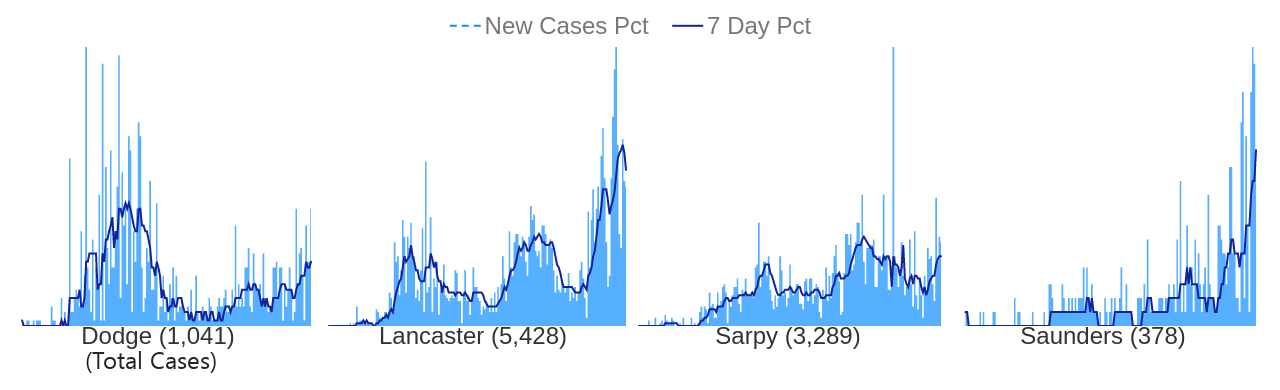 New Cases Pct 7 Day Pct
Dodge (1,041) Lancaster (5,428) Sarpy (3,289) Saunders (378)
(Total Cases)